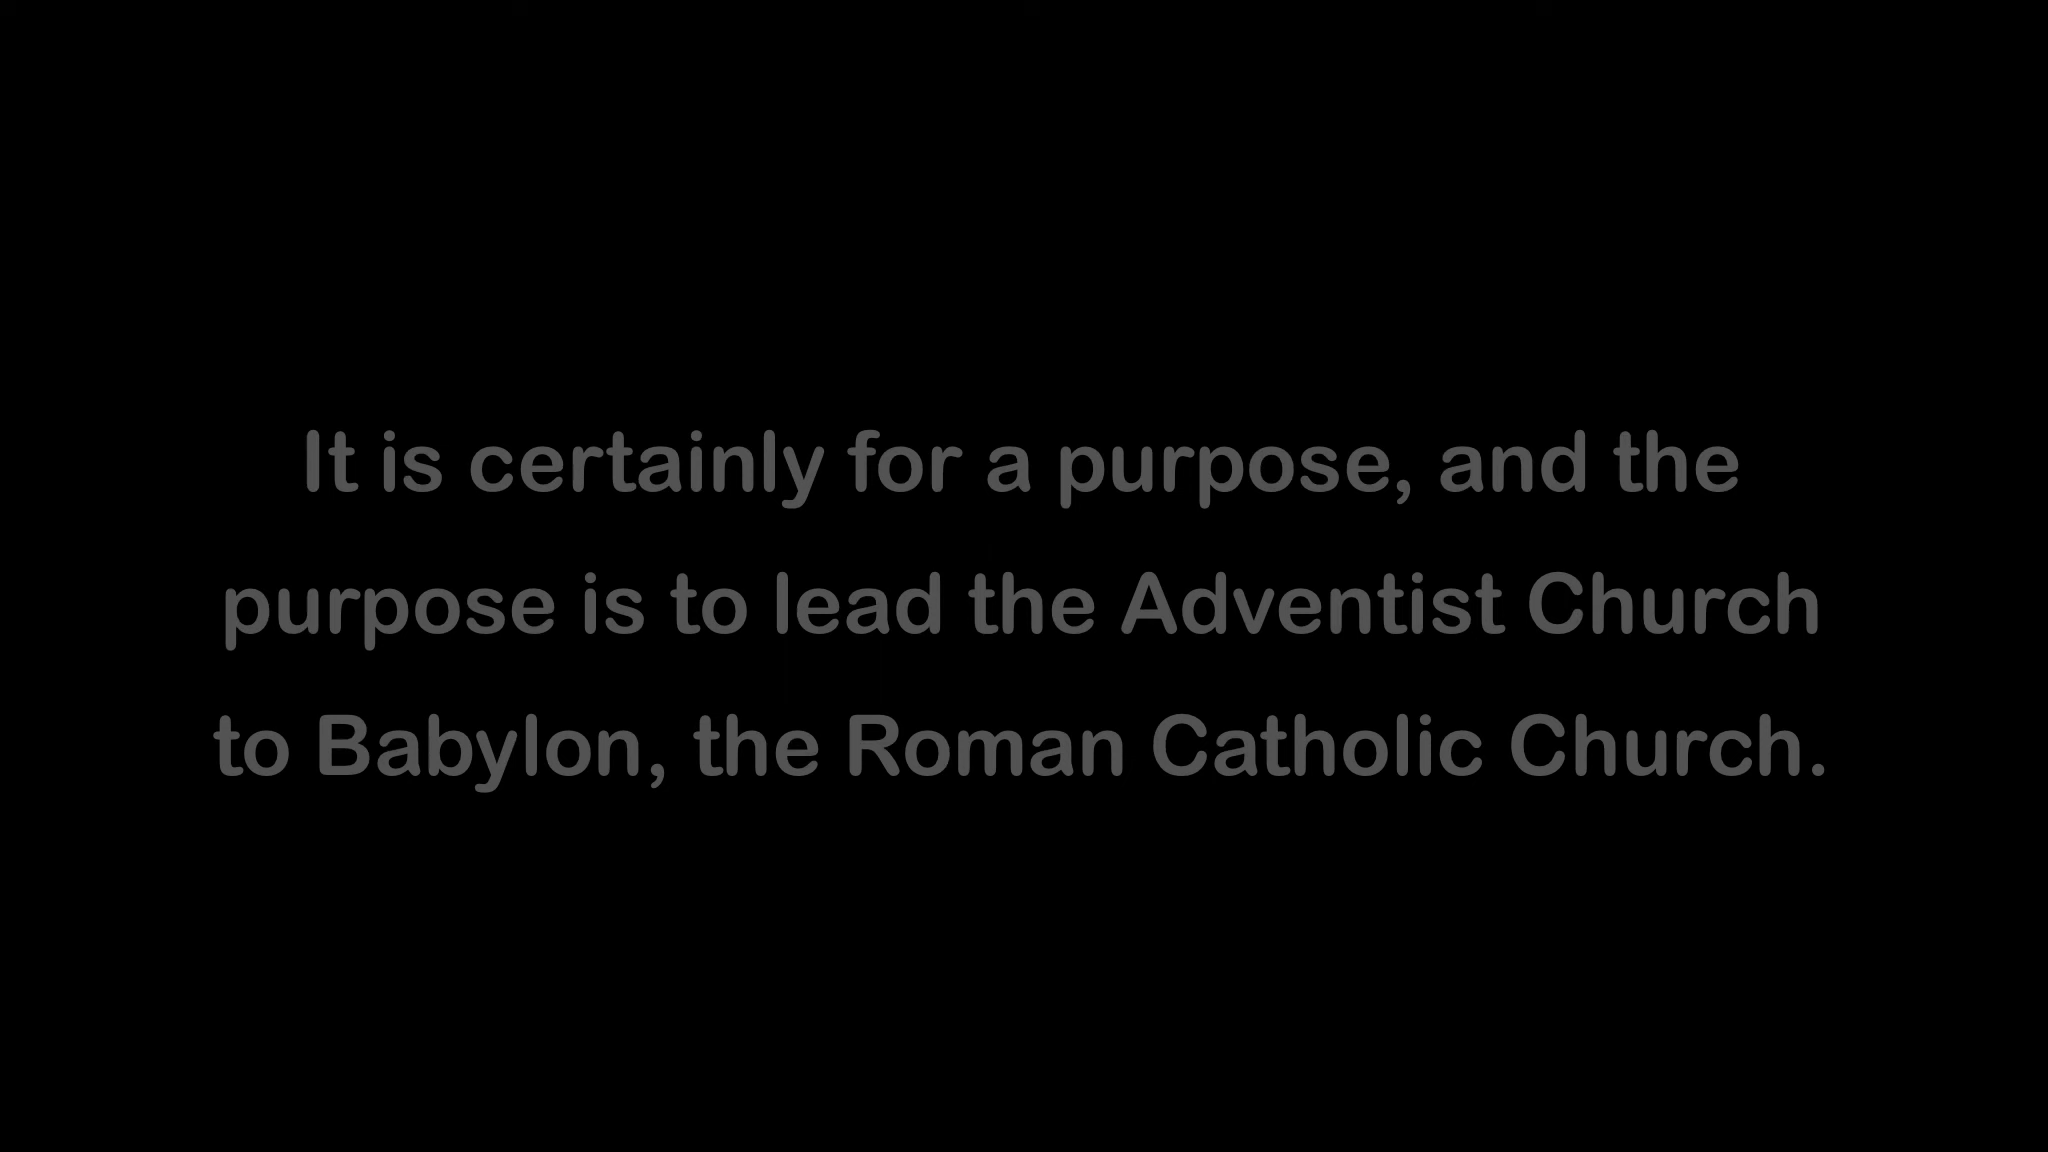 It is certainly for a purpose, and the
purpose is to lead the Adventist Church
to Babylon, the Roman Catholic Church.